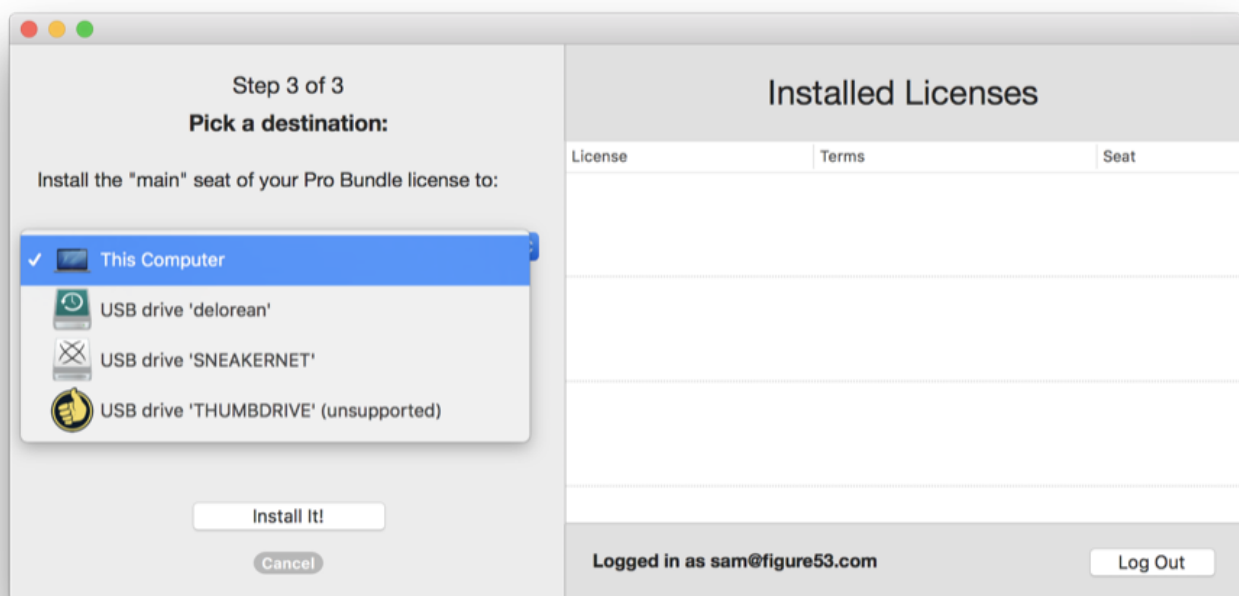 Step 3 of 3
Pick a destination:
Install the "main" seat of your Pro Bundle license to:
This Computer
USB drive 'delorean'
USB drive 'SNEAKERNET'
USB drive 'THUMBDRIVE' (unsupported)
Install It!
Cancel
Installed Licenses
License Terms Seat
Logged in as sam@figure53.com
Log Out